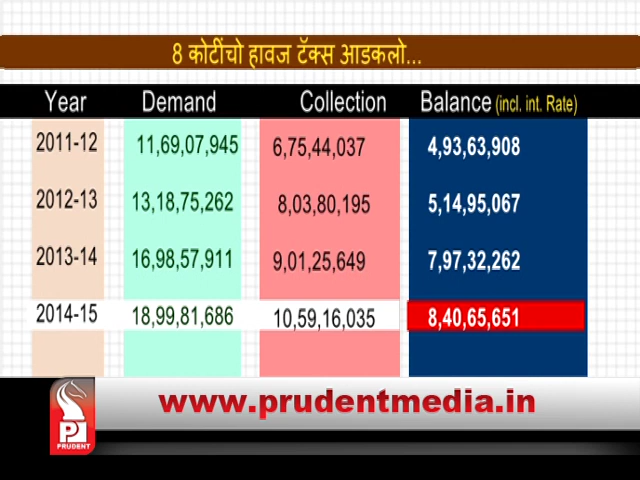 8 कोटींचो हावज टॅक्स आडकलो...
Year Demand Collection Balance (incl. int. Rate)
2011-12 11,69,07,945 6,75,44,037 4,93,63,908
2012-13 13,18,75,262 8,03,80,195 5,14,95,067
2013-14 16,98,57,911 9,01,25,649 7,97,32,262
2014-15 18,99,81,686 10,59,16,035 8,40,65,651
www.prudentmedia.in
PRUDENT